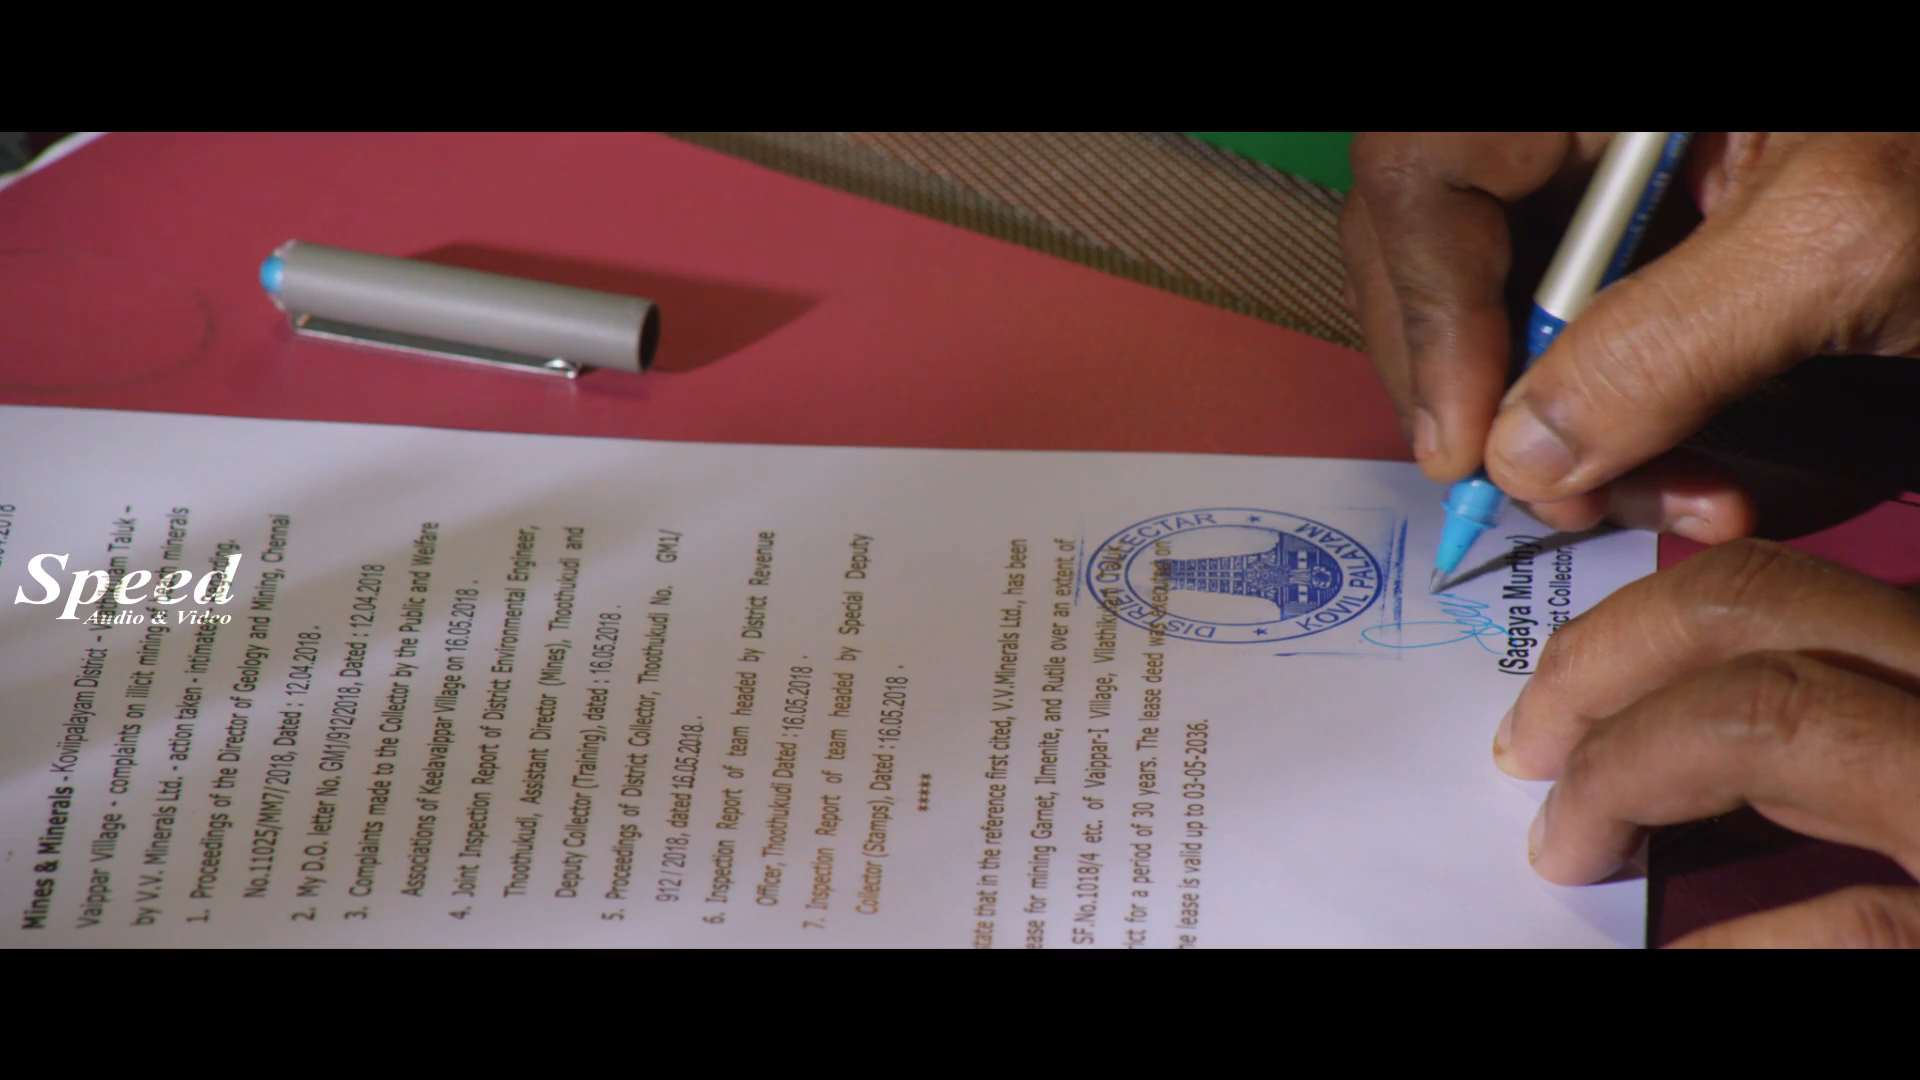 Speed
Audio & Video
Mines & Minerals - Kovilpalayam District - Taluk -
Vaippar Village - complaints on illicit mining of minerals
by V.V. Minerals Ltd. - action taken - intimated
1. Proceedings of the Director of Geology and Mining, Chennai
No.11025/MM7/2018, Dated : 12.04.2018 .
2. My D.O. letter No. GM1/912/2018, Dated : 12.04.2018
3. Complaints made to the Collector by the Public and Welfare
Associations of Keelavaippar Village on 16.05.2018 .
4. Joint Inspection Report of District Environmental Engineer,
Thoothukudi, Assistant Director (Mines), Thoothukudi and
Deputy Collector (Training), dated : 16.05.2018 .
5. Proceedings of District Collector, Thoothukudi No. GM1/
912/ 2018, dated 16.05.2018. .
6. Inspection Report of team headed by District Revenue
Officer, Thoothukudi Dated : 16.05.2018 .
7. Inspection Report of team headed by Special Deputy
Collector (Stamps), Dated : 16.05.2018 .
*****
tate that in the reference first cited, V.V.Minerals Ltd., has been
ease for mining Garnet, Ilmenite, and Rutile over an extent of
SF.No.1018/4 etc. of Vaippar-I Village, Vilathikulam
rict for a period of 30 years. The lease deed was executed on
he lease is valid up to 03-05-2036.
DISTRIET COLLECTAR
KOVIL PALAYAM
(Sagaya Murthy)
rict Collector,